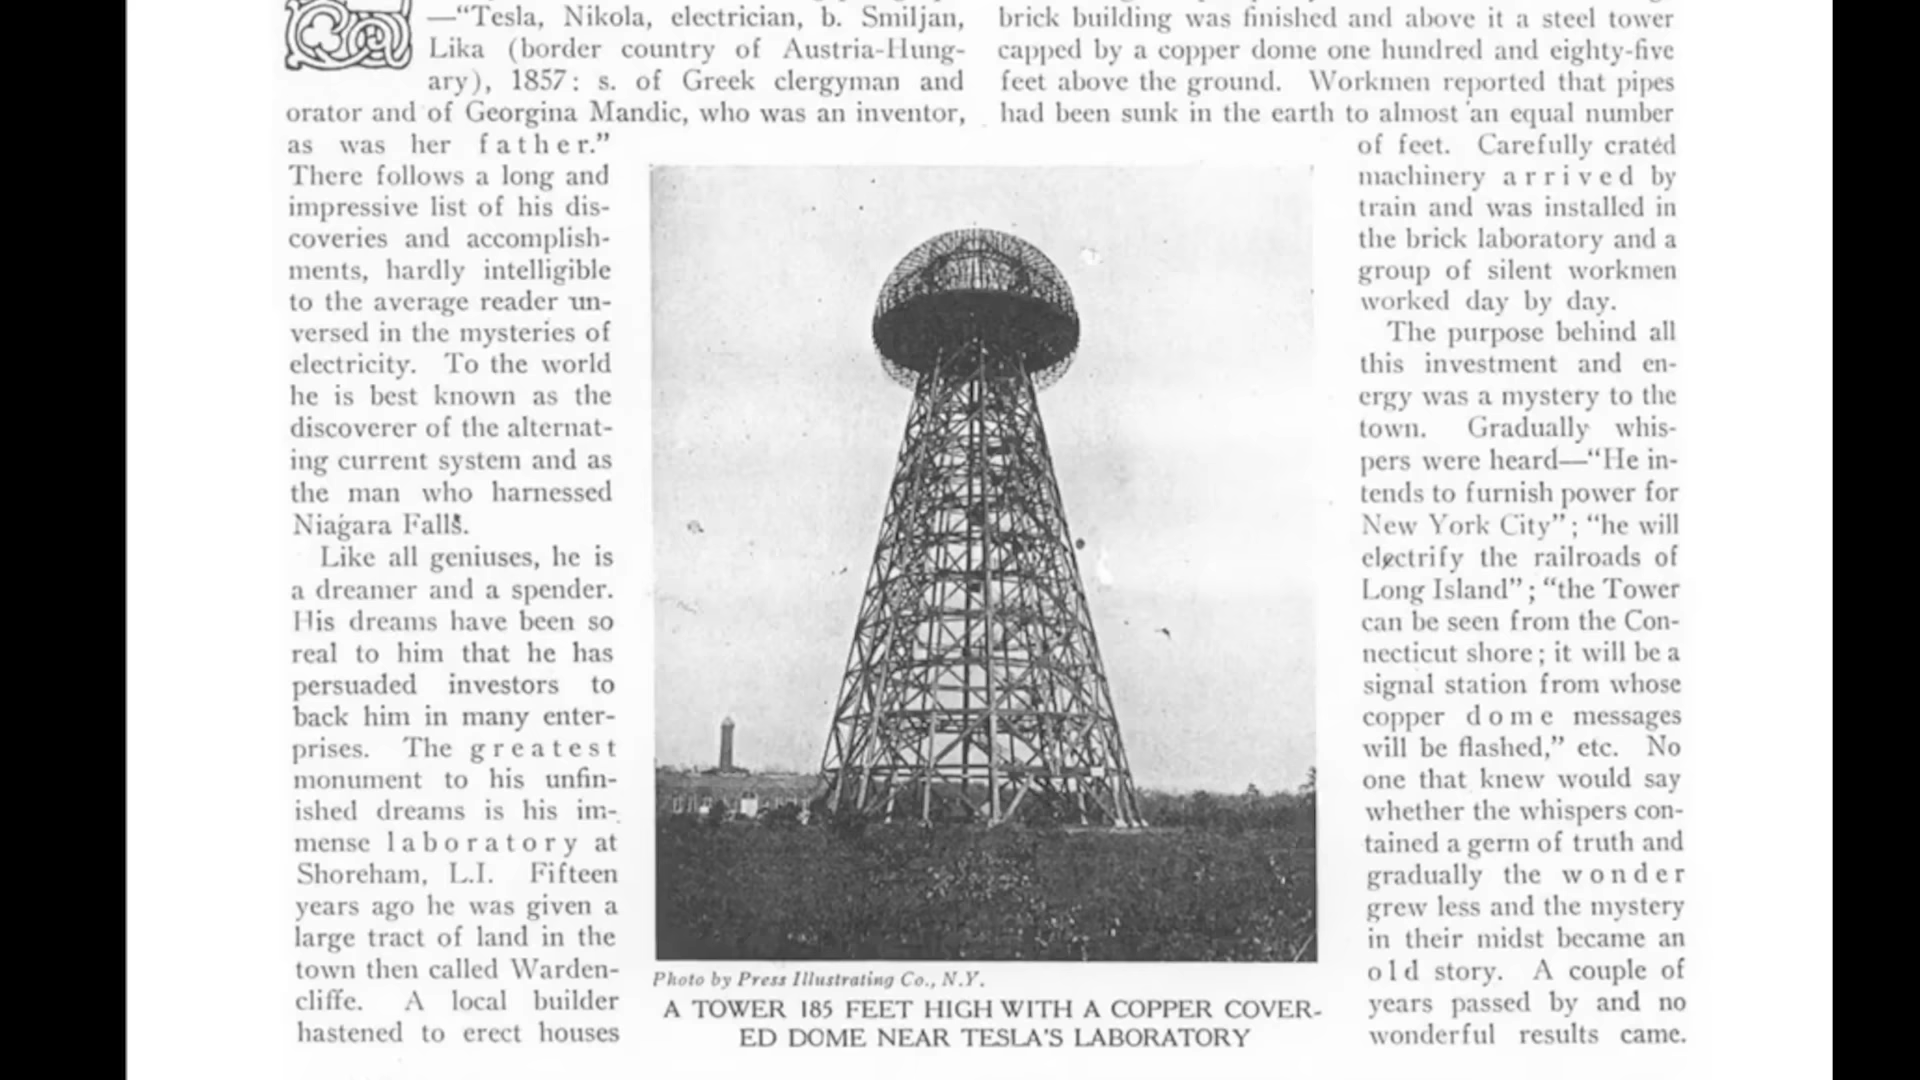 —“Tesla, Nikola, electrician, b. Smiljan,
Lika (border country of Austria-Hung-
ary), 1857: s. of Greek clergyman and
orator and of Georgina Mandic, who was an inventor,
as was her father.”
There follows a long and
impressive list of his dis-
coveries and accomplish-
ments, hardly intelligible
to the average reader un-
versed in the mysteries of
electricity. To the world
he is best known as the
discoverer of the alternat-
ing current system and as
the man who harnessed
Niagara Falls.
Like all geniuses, he is
a dreamer and a spender.
His dreams have been so
real to him that he has
persuaded investors to
back him in many enter-
prises. The greatest
monument to his unfin-
ished dreams is his im-
mense laboratory at
Shoreham, L.I. Fifteen
years ago he was given a
large tract of land in the
town then called Warden-
cliffe. A local builder
hastened to erect houses
Photo by Press Illustrating Co., N.Y.
A TOWER 185 FEET HIGH WITH A COPPER COVER-
ED DOME NEAR TESLA'S LABORATORY
brick building was finished and above it a steel tower
capped by a copper dome one hundred and eighty-five
feet above the ground. Workmen reported that pipes
had been sunk in the earth to almost an equal number
of feet. Carefully crated
machinery arrived by
train and was installed in
the brick laboratory and a
group of silent workmen
worked day by day.
The purpose behind all
this investment and en-
ergy was a mystery to the
town. Gradually whis-
pers were heard—“He in-
tends to furnish power for
New York City”; “he will
electrify the railroads of
Long Island”; “the Tower
can be seen from the Con-
necticut shore; it will be a
signal station from whose
copper dome messages
will be flashed,” etc. No
one that knew would say
whether the whispers con-
tained a germ of truth and
gradually the wonder
grew less and the mystery
in their midst became an
old story. A couple of
years passed by and no
wonderful results came.